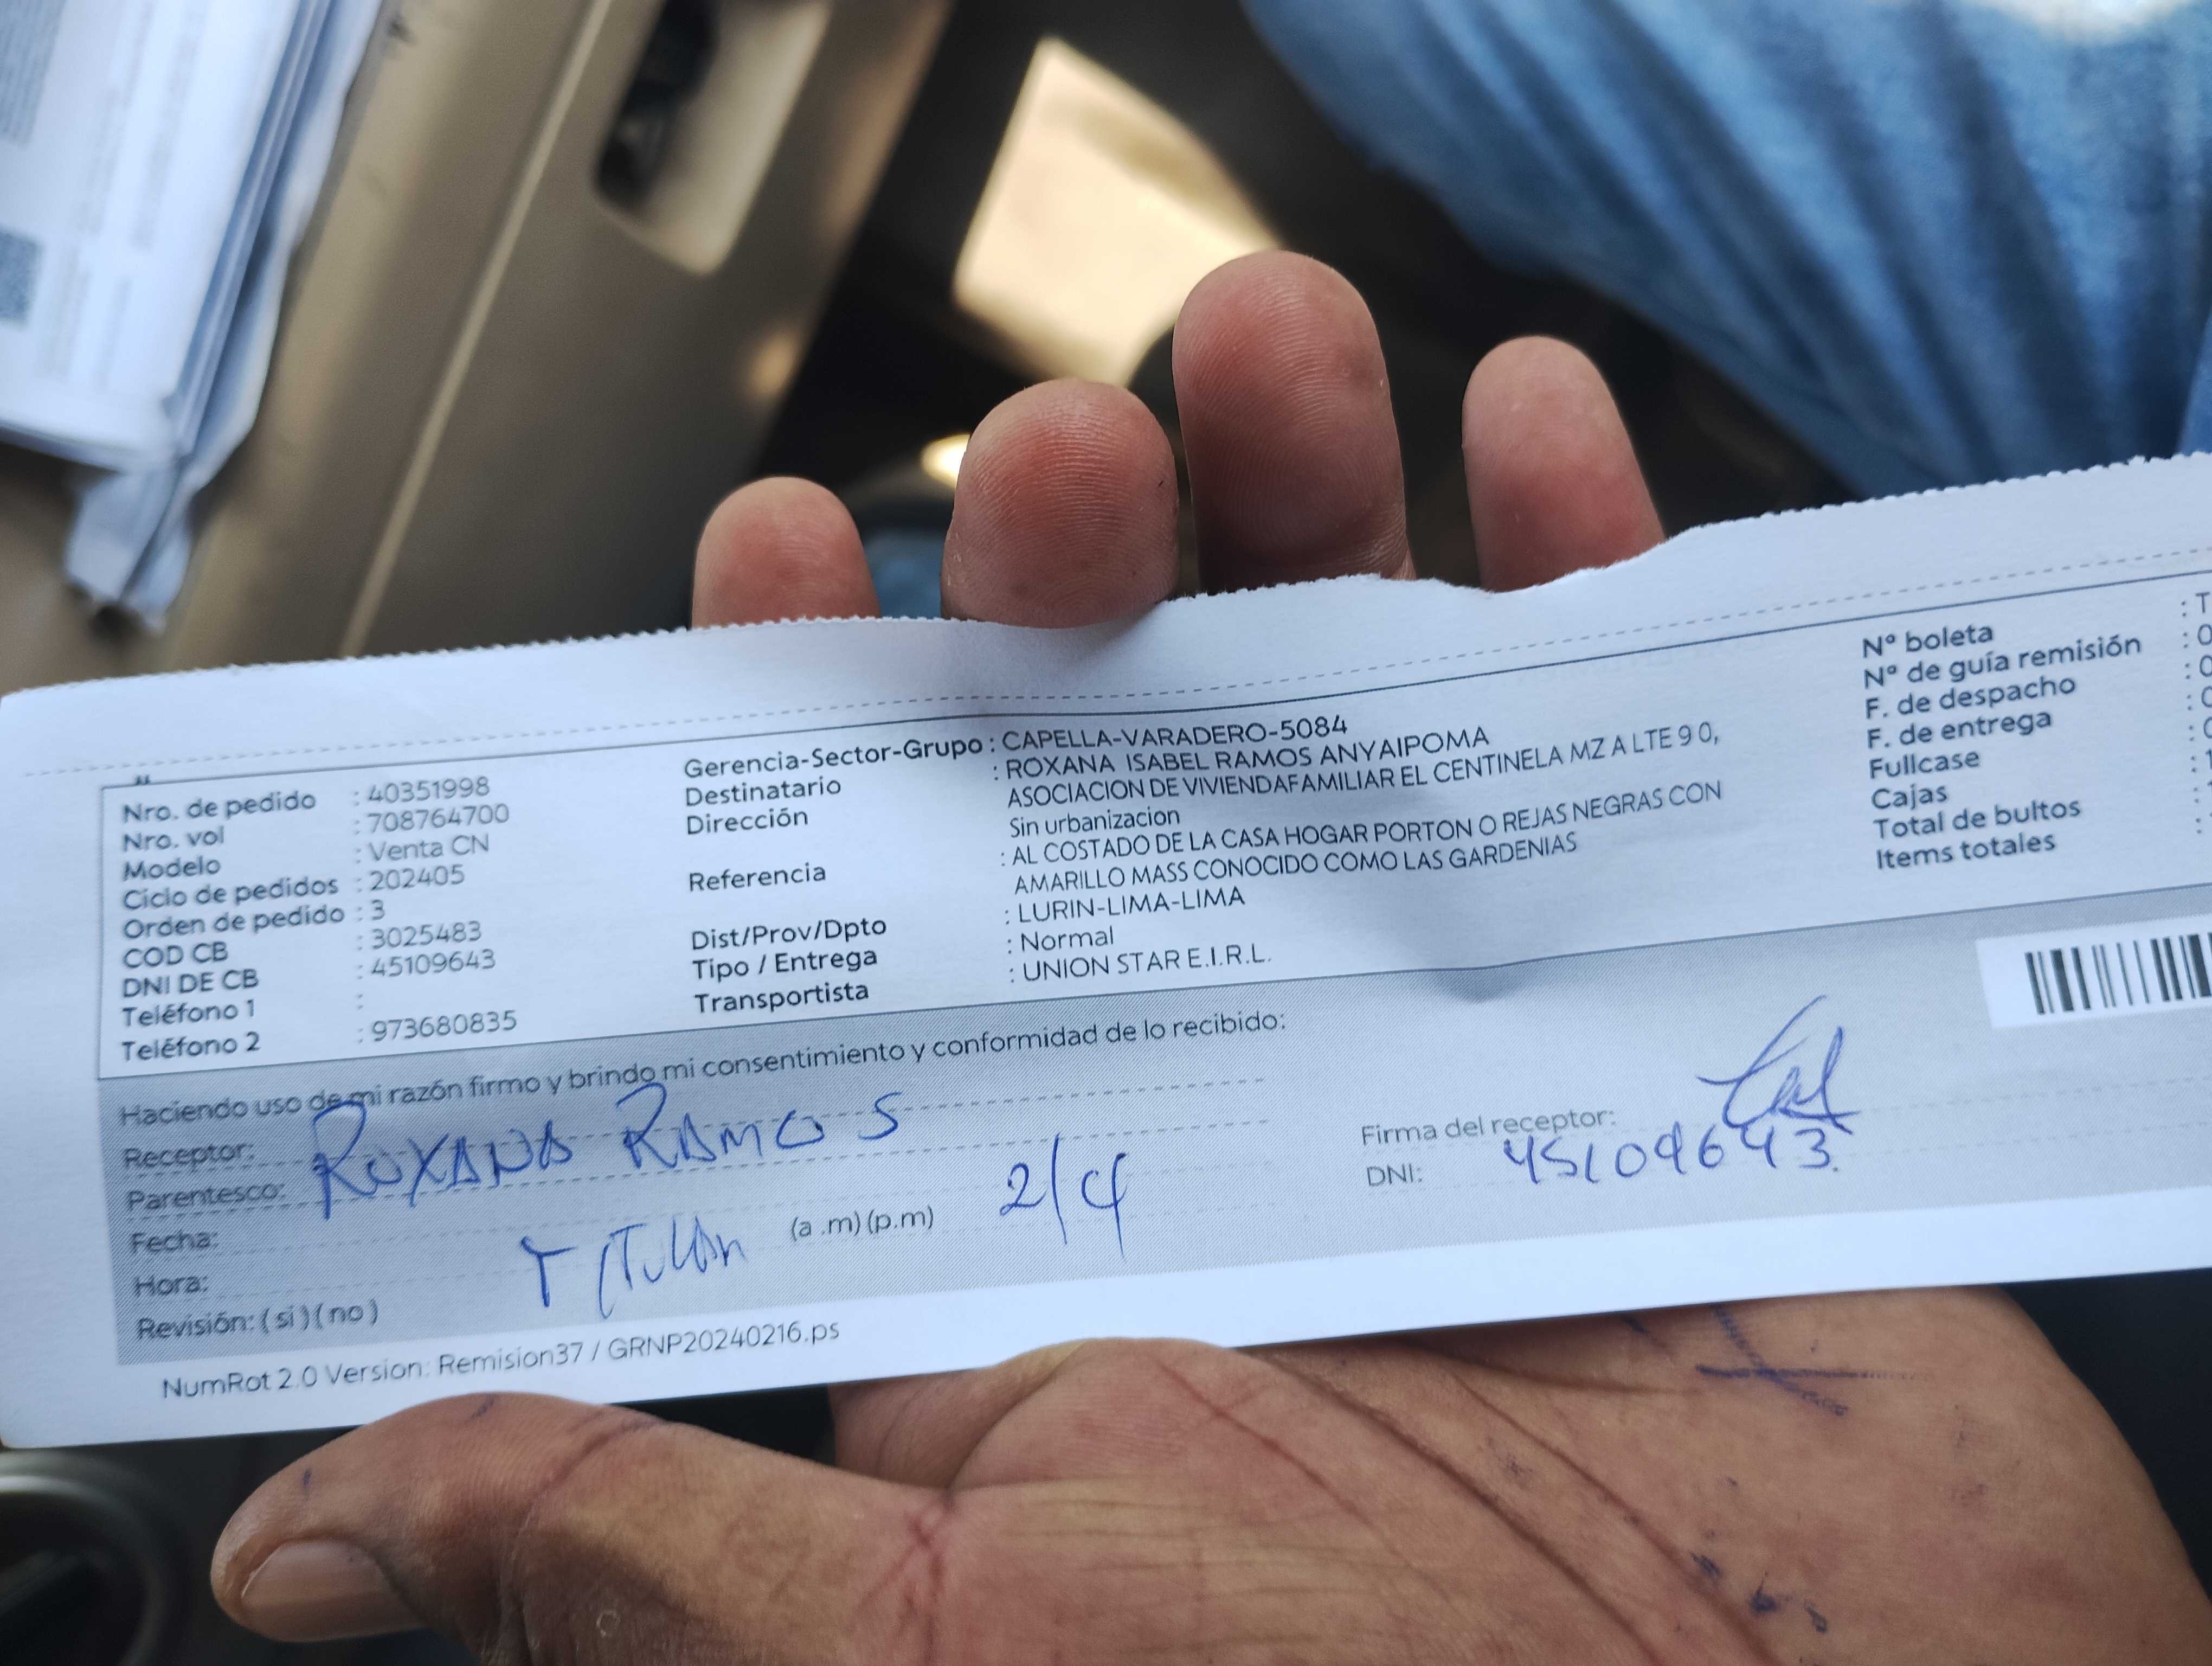 Nro. de pedido : 40351998
Nro. vol : 708764700
Modelo : Venta CN
Ciclo de pedidos : 202405
Orden de pedido : 3
COD CB : 3025483
DNI DE CB : 45109643
Teléfono 1 :
Teléfono 2 : 973680835
Gerencia-Sector-Grupo : CAPELLA-VARADERO-5084
Destinatario : ROXANA ISABEL RAMOS ANYAIPOMA
Dirección ASOCIACION DE VIVIENDAFAMILIAR EL CENTINELA MZ A LTE 9 0,
Sin urbanizacion
Referencia : AL COSTADO DE LA CASA HOGAR PORTON O REJAS NEGRAS CON
AMARILLO MASS CONOCIDO COMO LAS GARDENIAS
Dist/Prov/Dpto : LURIN-LIMA-LIMA
Tipo / Entrega : Normal
Transportista : UNION STAR E.I.R.L.
Nº boleta : T
Nº de guía remisión : 0
F. de despacho : 0
F. de entrega : 0
Fullcase : 0
Cajas : 1
Total de bultos :
Items totales :
Haciendo uso de mi razón firmo y brindo mi consentimiento y conformidad de lo recibido:
Receptor: ROXANA RAMOS
Parentesco:
Fecha:
Hora: TITULAR (a .m) (p.m) 2/4
Revisión: ( si ) ( no )
Firma del receptor:
DNI: 45109643
NumRot 2.0 Version: Remision37 / GRNP20240216.ps